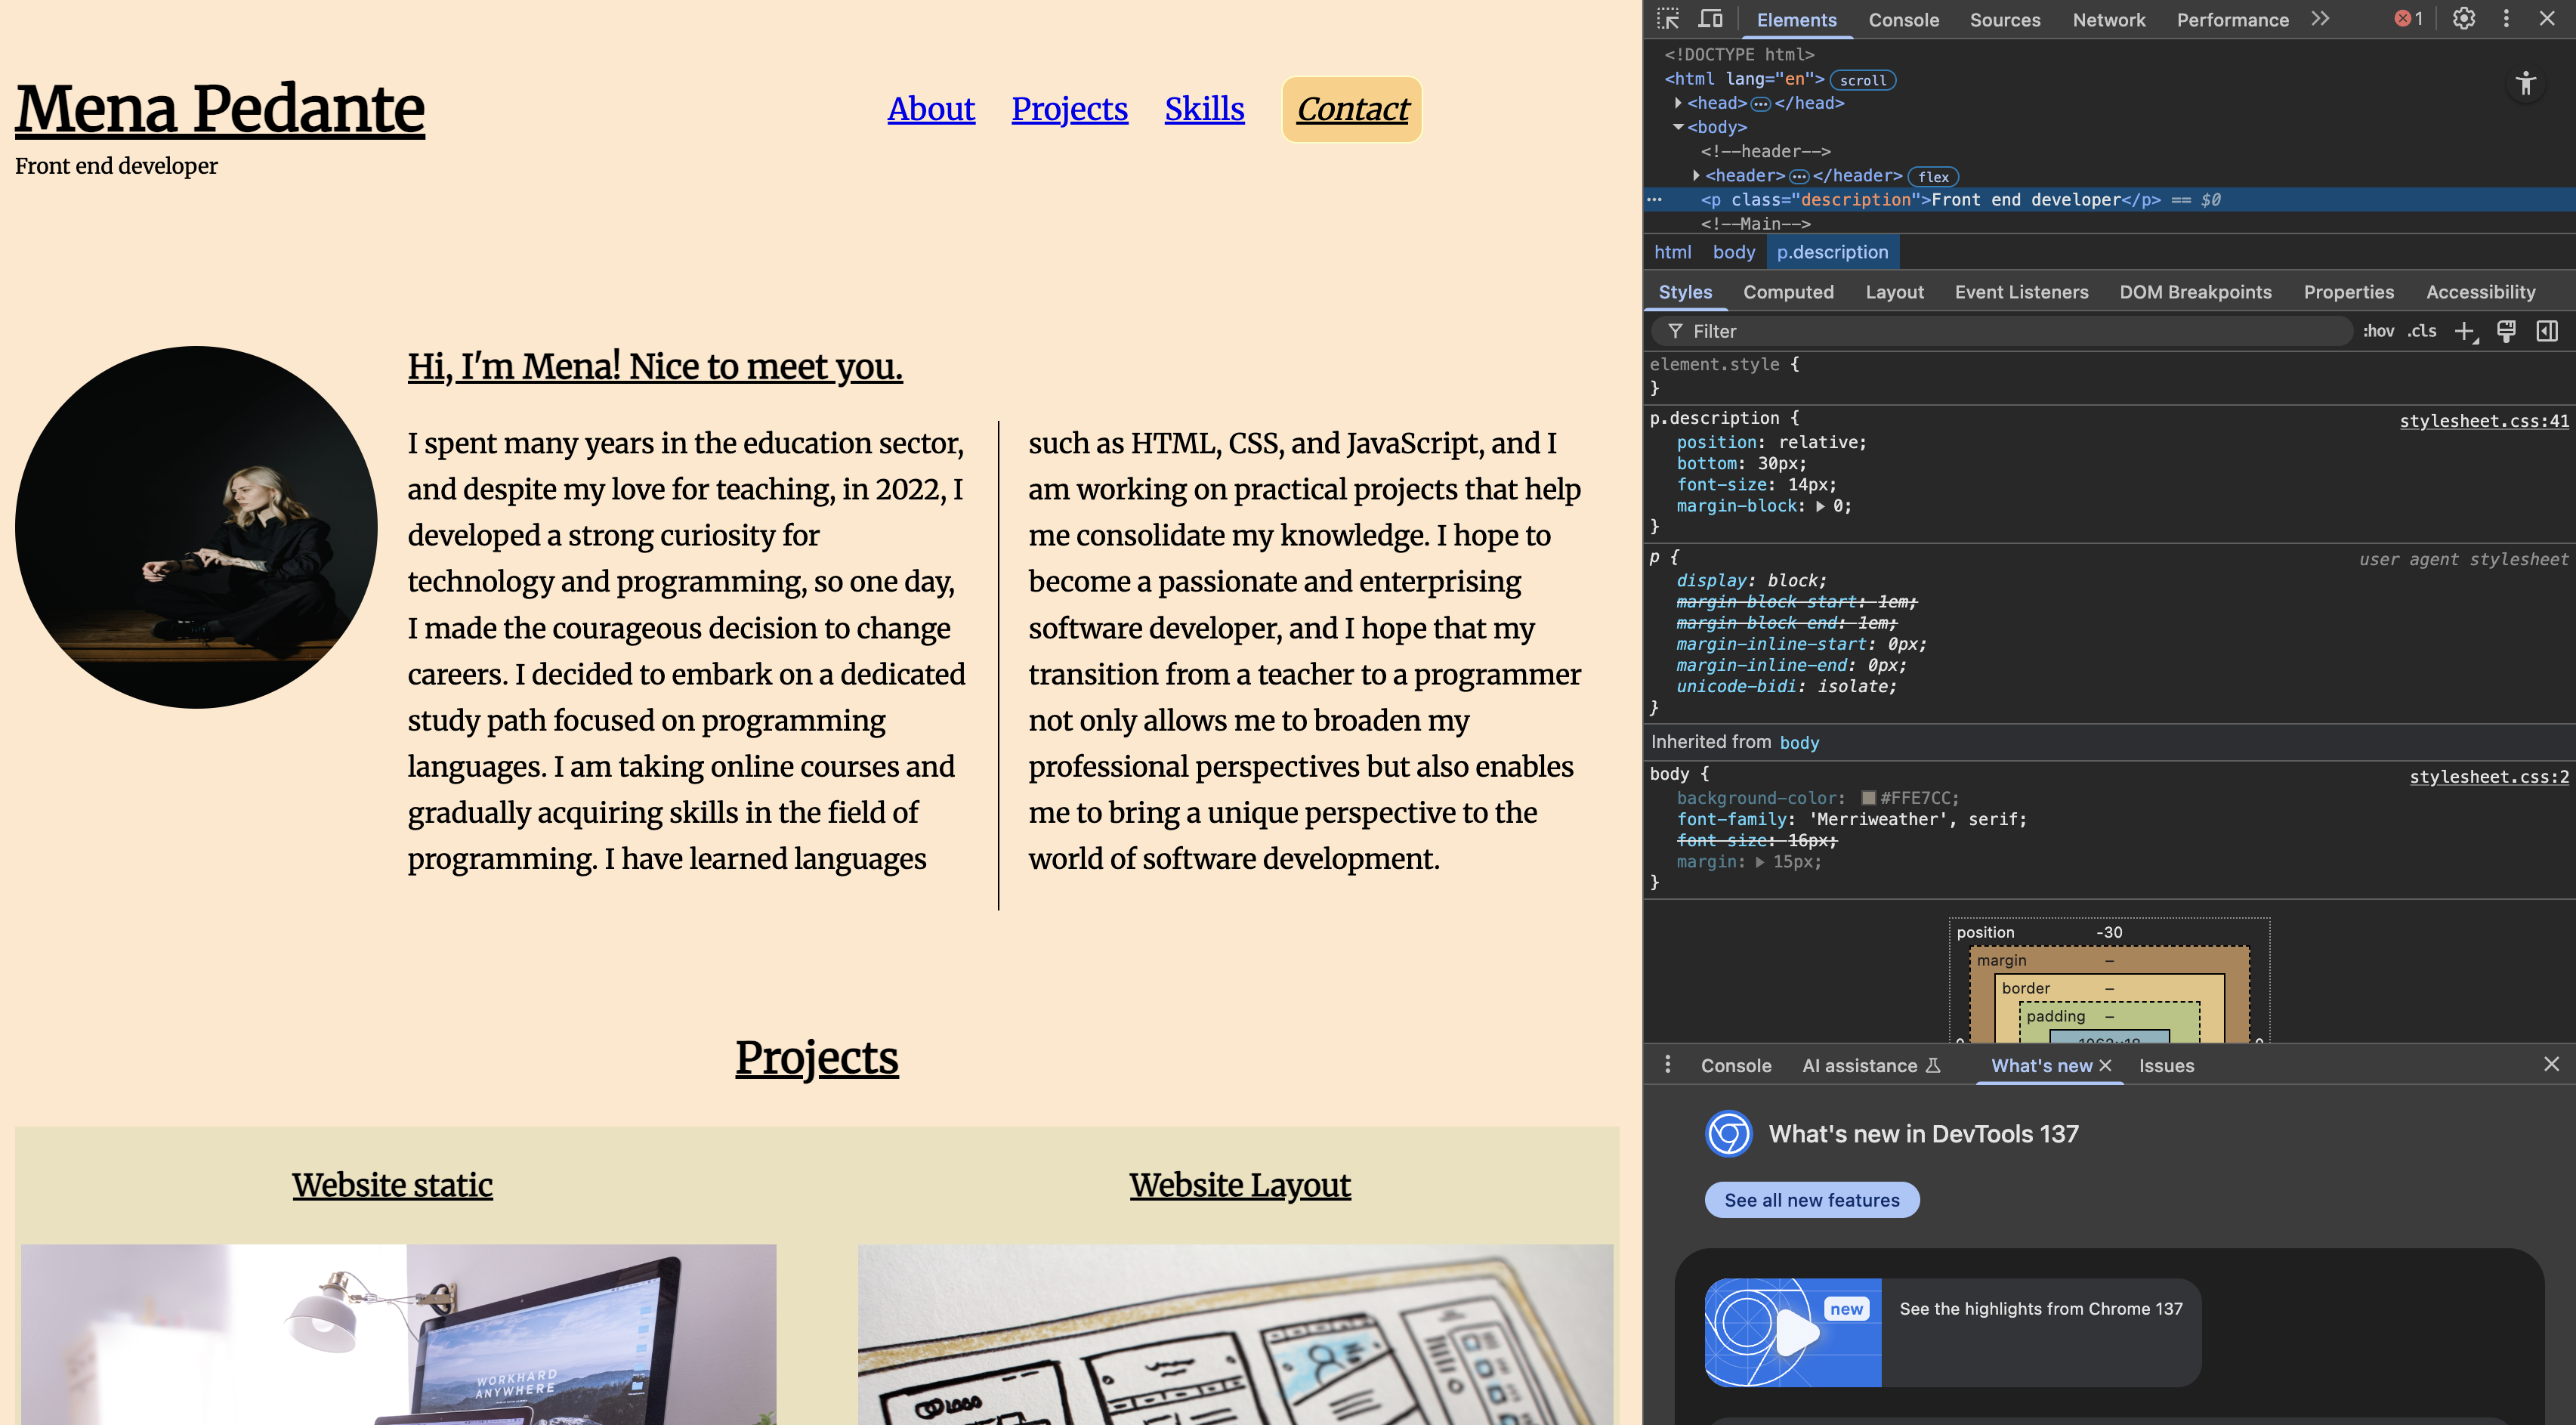 Mena Pedante
About Projects Skills Contact
Front end developer
Hi, I'm Mena! Nice to meet you.
I spent many years in the education sector,
and despite my love for teaching, in 2022, I
developed a strong curiosity for
technology and programming, so one day,
I made the courageous decision to change
careers. I decided to embark on a dedicated
study path focused on programming
languages. I am taking online courses and
gradually acquiring skills in the field of
programming. I have learned languages
such as HTML, CSS, and JavaScript, and I
am working on practical projects that help
me consolidate my knowledge. I hope to
become a passionate and enterprising
software developer, and I hope that my
transition from a teacher to a programmer
not only allows me to broaden my
professional perspectives but also enables
me to bring a unique perspective to the
world of software development.
Projects
Website static
Website Layout
WORKHARD
ANYWHERE
Elements Console Sources Network Performance 1
<!DOCTYPE html>
<html lang="en"> scroll
<head> </head>
<body>
<!--header-->
<header> </header> flex
<p class="description">Front end developer</p> == $0
<!--Main-->
html body p.description
Styles Computed Layout Event Listeners DOM Breakpoints Properties Accessibility
Filter :hov .cls
element.style {
}
p.description { stylesheet.css:41
position: relative;
bottom: 30px;
font-size: 14px;
margin-block: 0;
}
p { user agent stylesheet
display: block;
margin-block-start: 1em;
margin-block-end: 1em;
margin-inline-start: 0px;
margin-inline-end: 0px;
unicode-bidi: isolate;
}
Inherited from body
body { stylesheet.css:2
background-color: #FFE7CC;
font-family: 'Merriweather', serif;
font-size: 16px;
margin: 15px;
}
position -30
margin –
border –
padding –
Console AI assistance What's new Issues
What's new in DevTools 137
See all new features
new
See the highlights from Chrome 137